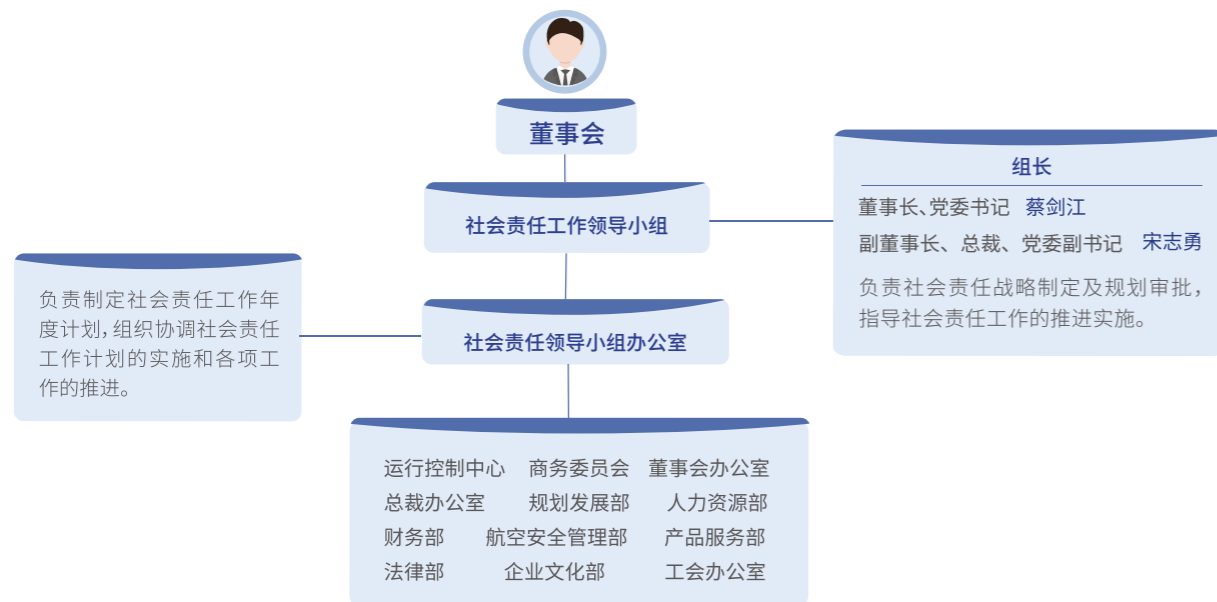 董事会
社会责任工作领导小组
组长
董事长、党委书记 蔡剑江
副董事长、总裁、党委副书记 宋志勇
负责社会责任战略制定及规划审批，
指导社会责任工作的推进实施。
社会责任领导小组办公室
负责制定社会责任工作年
度计划，组织协调社会责任
工作计划的实施和各项工
作的推进。
运行控制中心 商务委员会 董事会办公室
总裁办公室 规划发展部 人力资源部
财务部 航空安全管理部 产品服务部
法律部 企业文化部 工会办公室